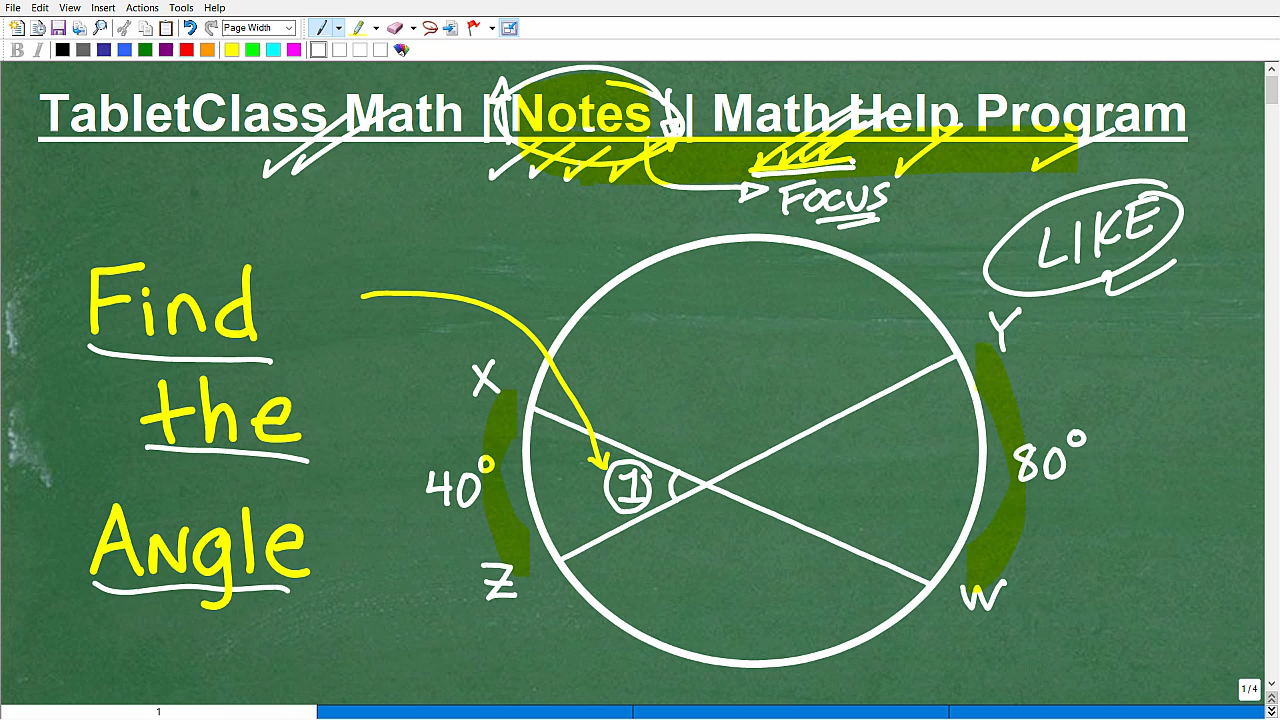 File Edit View Insert Actions Tools Help
Page Width
B I
TabletClass Math | Notes | Math Help Program
Focus
LIKE
Find
the
Angle
Y
X
1
40°
80°
Z
W
1/4
1